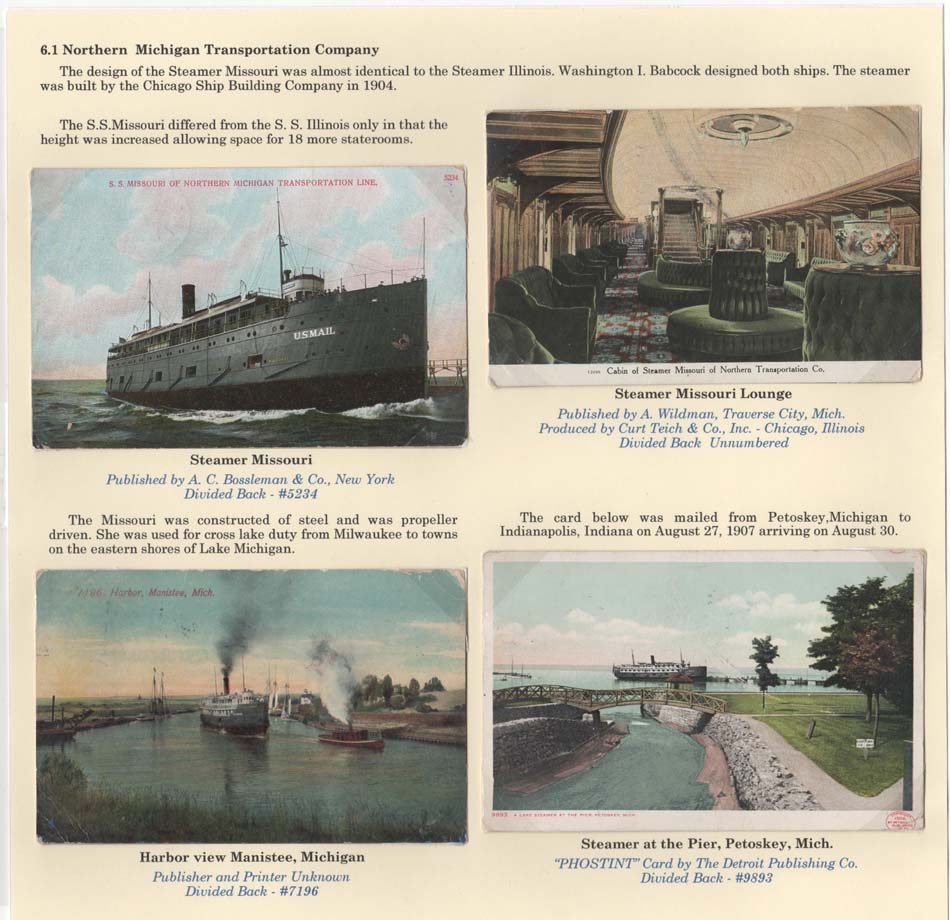 6.1 Northern Michigan Transportation Company
The design of the Steamer Missouri was almost identical to the Steamer Illinois. Washington I. Babcock designed both ships. The steamer
was built by the Chicago Ship Building Company in 1904.
The S.S.Missouri differed from the S. S. Illinois only in that the
height was increased allowing space for 18 more staterooms.
S. S. MISSOURI OF NORTHERN MICHIGAN TRANSPORTATION LINE.
5234
U.S.MAIL
Steamer Missouri
Published by A. C. Bossleman & Co., New York
Divided Back - #5234
Cabin of Steamer Missouri of Northern Transportation Co.
Steamer Missouri Lounge
Published by A. Wildman, Traverse City, Mich.
Produced by Curt Teich & Co., Inc. - Chicago, Illinois
Divided Back Unnumbered
The Missouri was constructed of steel and was propeller
driven. She was used for cross lake duty from Milwaukee to towns
on the eastern shores of Lake Michigan.
7196. Harbor, Manistee, Mich.
Harbor view Manistee, Michigan
Publisher and Printer Unknown
Divided Back - #7196
The card below was mailed from Petoskey,Michigan to
Indianapolis, Indiana on August 27, 1907 arriving on August 30.
9893 A LAKE STEAMER AT THE PIER, PETOSKEY, MICH.
Steamer at the Pier, Petoskey, Mich.
"PHOSTINT" Card by The Detroit Publishing Co.
Divided Back - #9893